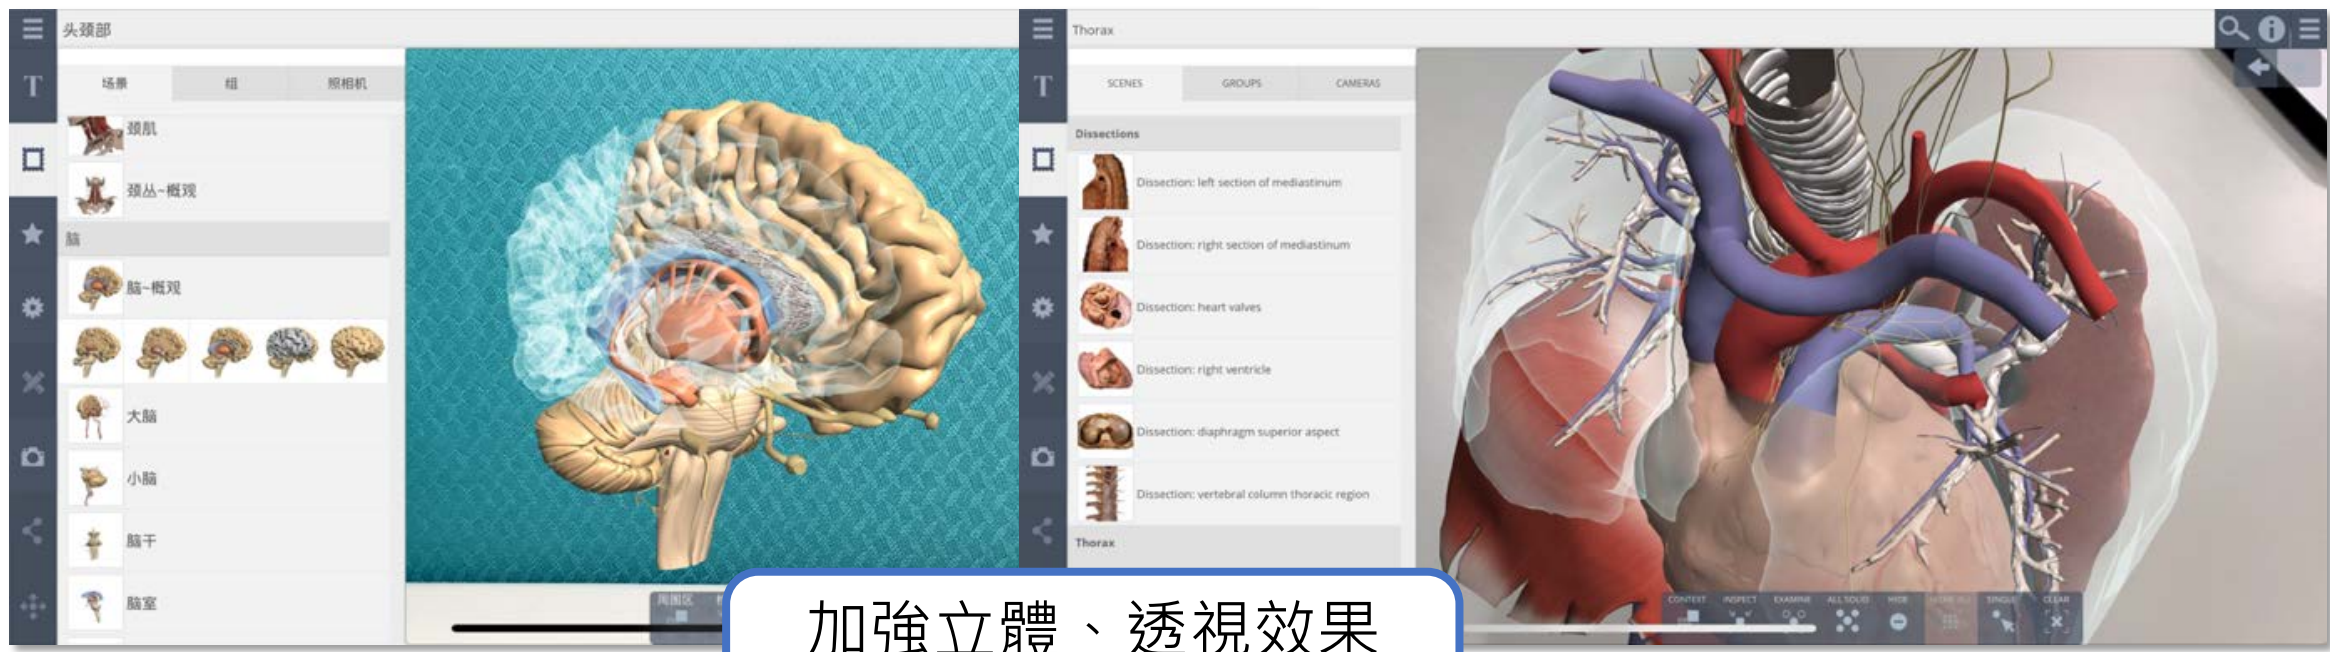 头颈部
场景
组
照相机
颈肌
颈丛~概观
脑
脑~概观
大脑
小脑
脑干
脑室
周围区
Thorax
SCENES
GROUPS
CAMERAS
Dissections
Dissection: left section of mediastinum
Dissection: right section of mediastinum
Dissection: heart valves
Dissection: right ventricle
Dissection: diaphragm superior aspect
Dissection: vertebral column thoracic region
Thorax
CONTEXT
INSPECT
EXAMINE
ALL SOLID
HIDE
SINGLE
CLEAR
加強立體、透視效果